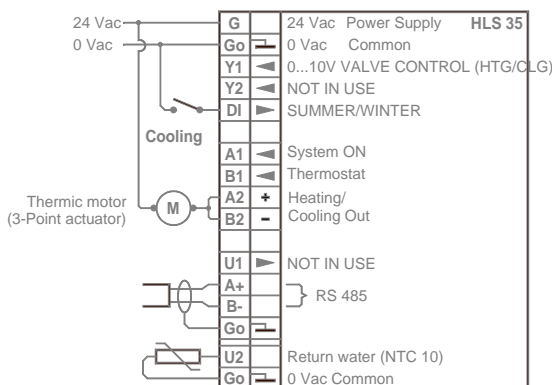 24 Vac G 24 Vac Power Supply HLS 35
0 Vac Go 0 Vac Common
Y1 0...10V VALVE CONTROL (HTG/CLG)
Y2 NOT IN USE
DI SUMMER/WINTER
Cooling
A1 System ON
B1 Thermostat
Thermic motor M A2 + Heating/
(3-Point actuator) B2 - Cooling Out
U1 NOT IN USE
A+
RS 485
B-
Go
U2 Return water (NTC 10)
Go 0 Vac Common